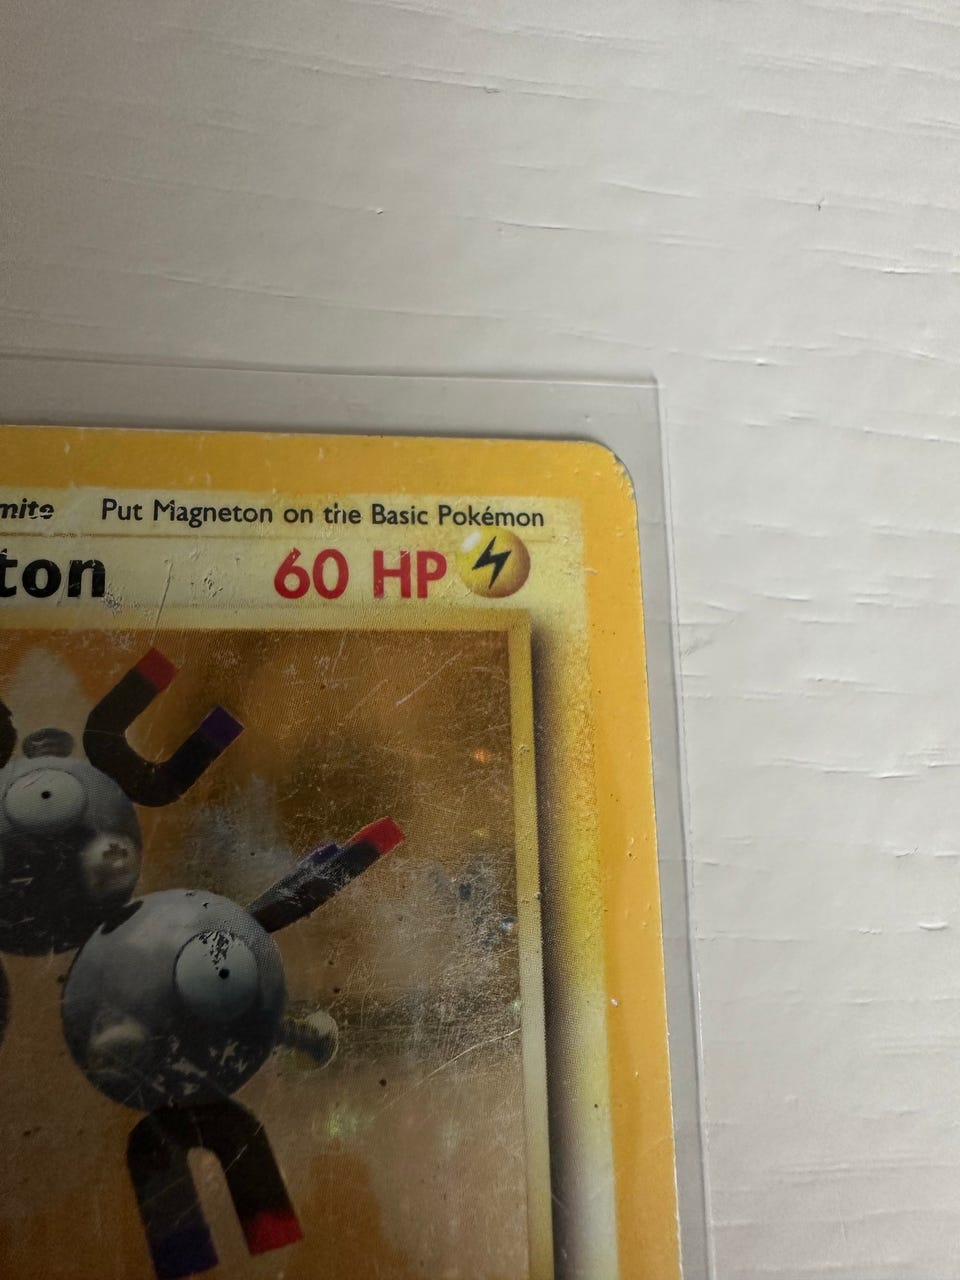 mite Put Magneton on the Basic Pokémon
ton 60 HP